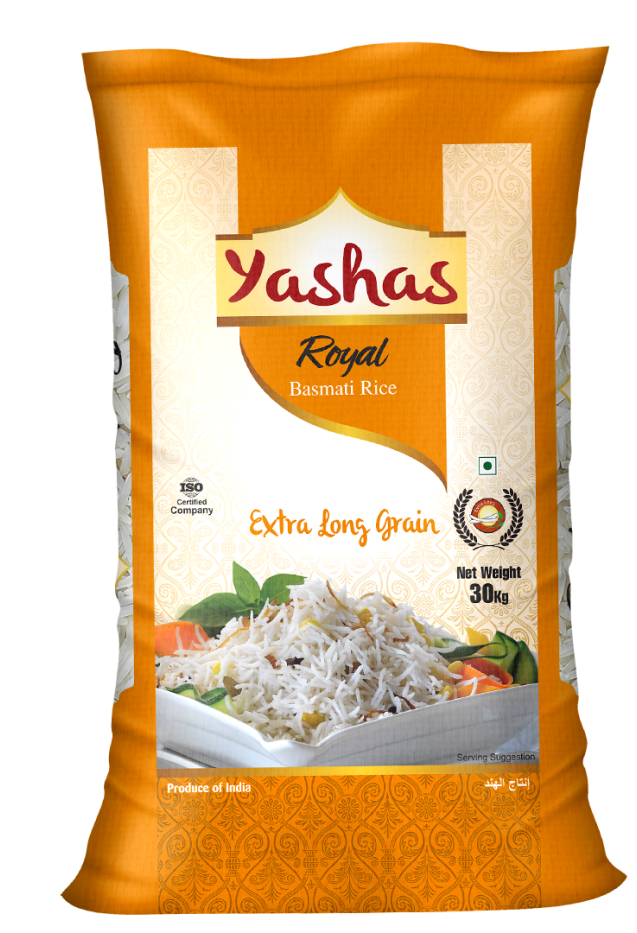 Yashas
Royal
Basmati Rice
ISO
Certified
Company
Extra Long Grain
Net Weight
30Kg
Serving Suggestion
Produce of India
إنتاج الهند